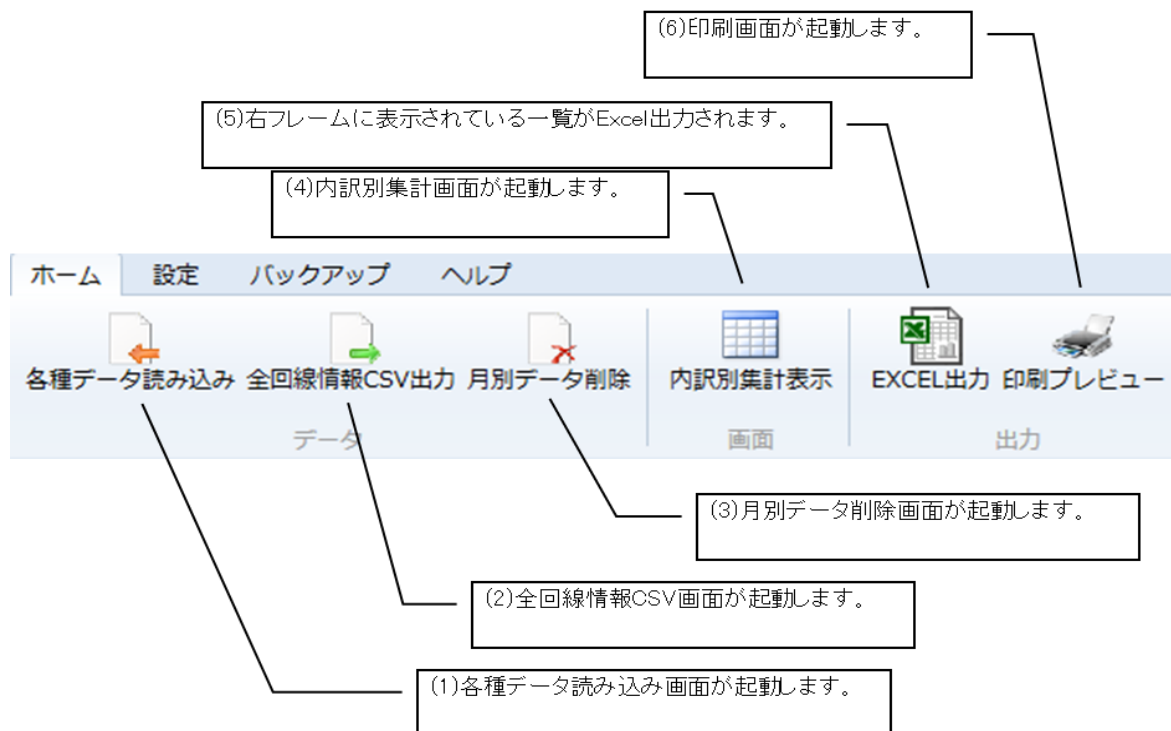 (6)印刷画面が起動します。
(5)右フレームに表示されている一覧がExcel出力されます。
(4)内訳別集計画面が起動します。
ホーム 設定 バックアップ ヘルプ
各種データ読み込み 全回線情報CSV出力 月別データ削除 内訳別集計表示 EXCEL出力 印刷プレビュー
データ 画面 出力
(3)月別データ削除画面が起動します。
(2)全回線情報CSV画面が起動します。
(1)各種データ読み込み画面が起動します。